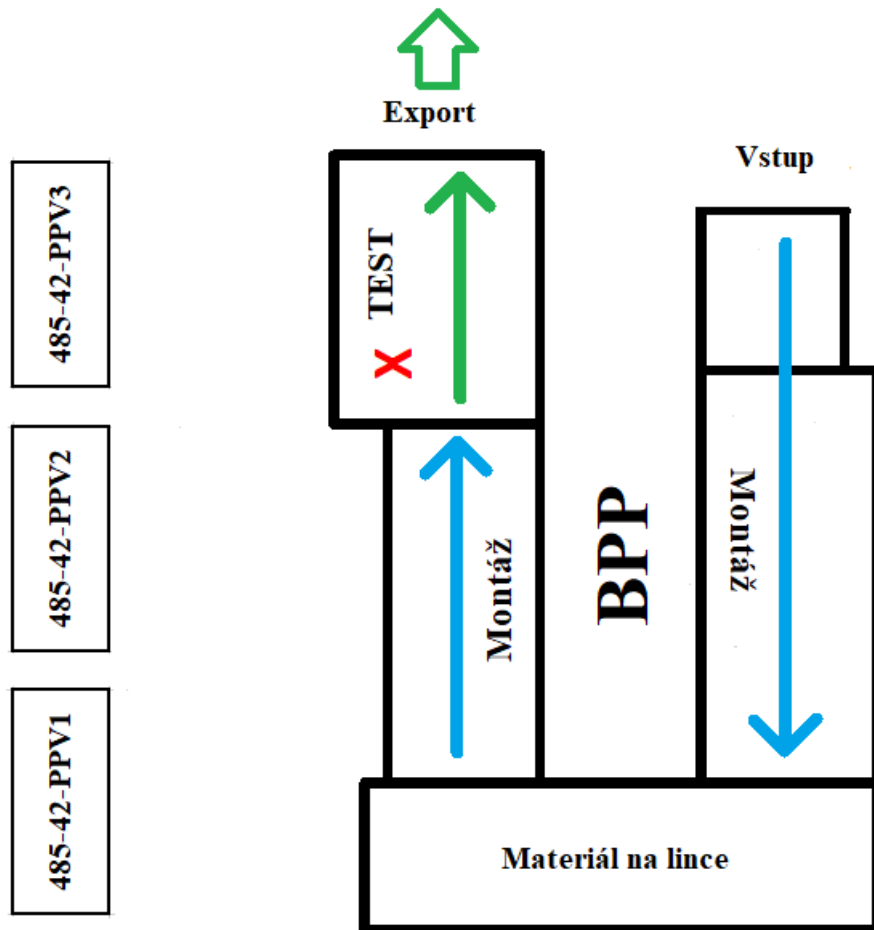 Export
Vstup
485-42-PPV3
TEST
X
485-42-PPV2
Montáž
BPP
Montáž
485-42-PPV1
Materiál na lince